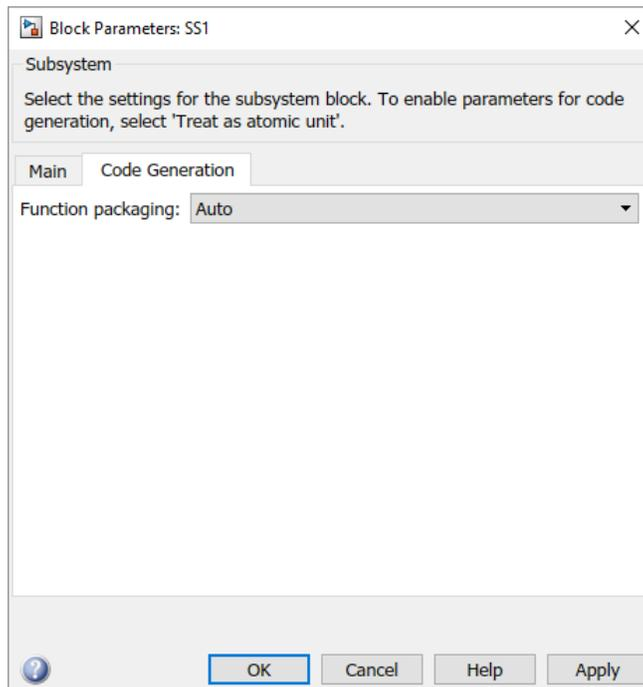 Block Parameters: SS1
Subsystem
Select the settings for the subsystem block. To enable parameters for code
generation, select 'Treat as atomic unit'.
Main Code Generation
Function packaging: Auto
OK Cancel Help Apply